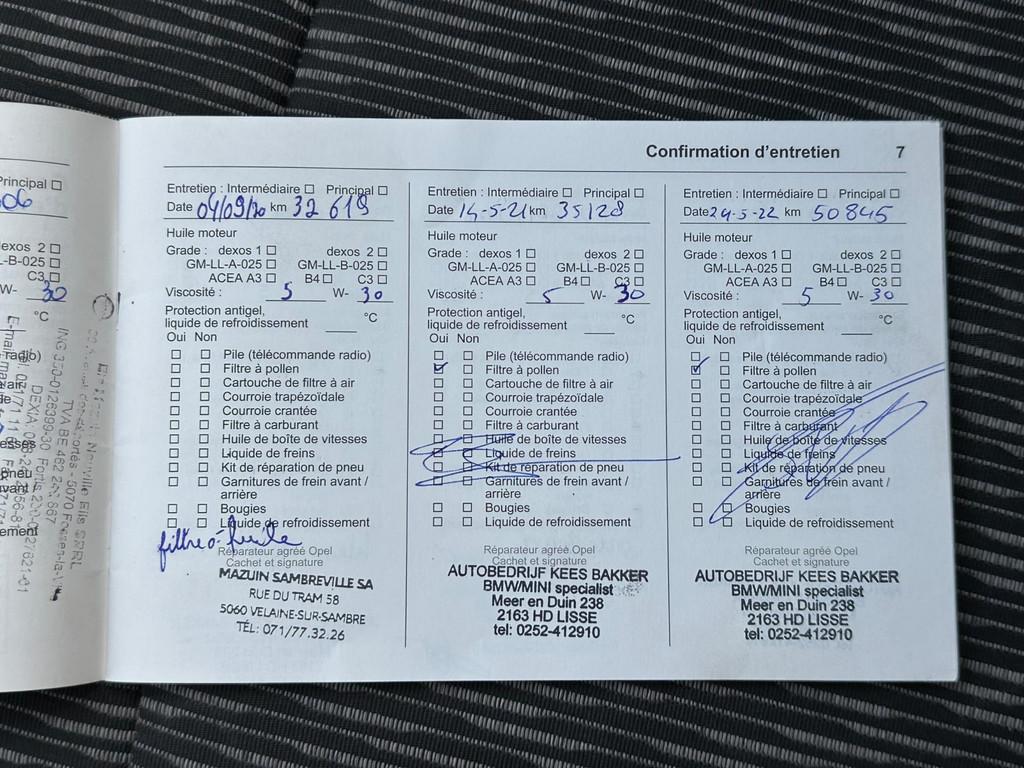 Confirmation d'entretien 7
Principal
06
dexos 2
L-B-025
C3
W- 30
°C
radio)
ING 350-0126399-30
TVA BE 462
5070 Fosses-la-V
Entretien : Intermédiaire Principal
Date 04/09/20 km 32 619
Huile moteur
Grade : dexos 1 dexos 2
GM-LL-A-025 GM-LL-B-025
ACEA A3 B4 C3
Viscosité : 5 W- 30
Protection antigel,
liquide de refroidissement °C
Oui Non
Pile (télécommande radio)
Filtre à pollen
Cartouche de filtre à air
Courroie trapézoïdale
Courroie crantée
Filtre à carburant
Huile de boîte de vitesses
Liquide de freins
Kit de réparation de pneu
Garnitures de frein avant /
arrière
Bougies
Liquide de refroidissement
filtre à huile
Réparateur agréé Opel
Cachet et signature
MAZUIN SAMBREVILLE SA
RUE DU TRAM 58
5060 VELAINE-SUR-SAMBRE
TÉL: 071/77.32.26
Entretien : Intermédiaire Principal
Date 14-5-21 km 35128
Huile moteur
Grade : dexos 1 dexos 2
GM-LL-A-025 GM-LL-B-025
ACEA A3 B4 C3
Viscosité : 5 W- 30
Protection antigel,
liquide de refroidissement °C
Oui Non
Pile (télécommande radio)
Filtre à pollen
Cartouche de filtre à air
Courroie trapézoïdale
Courroie crantée
Filtre à carburant
Huile de boîte de vitesses
Liquide de freins
Kit de réparation de pneu
Garnitures de frein avant /
arrière
Bougies
Liquide de refroidissement
Réparateur agréé Opel
Cachet et signature
AUTOBEDRIJF KEES BAKKER
BMW/MINI specialist
Meer en Duin 238
2163 HD LISSE
tel: 0252-412910
Entretien : Intermédiaire Principal
Date 24-5-22 km 50845
Huile moteur
Grade : dexos 1 dexos 2
GM-LL-A-025 GM-LL-B-025
ACEA A3 B4 C3
Viscosité : 5 W- 30
Protection antigel,
liquide de refroidissement °C
Oui Non
Pile (télécommande radio)
Filtre à pollen
Cartouche de filtre à air
Courroie trapézoïdale
Courroie crantée
Filtre à carburant
Huile de boîte de vitesses
Liquide de freins
Kit de réparation de pneu
Garnitures de frein avant /
arrière
Bougies
Liquide de refroidissement
Réparateur agréé Opel
Cachet et signature
AUTOBEDRIJF KEES BAKKER
BMW/MINI specialist
Meer en Duin 238
2163 HD LISSE
tel: 0252-412910